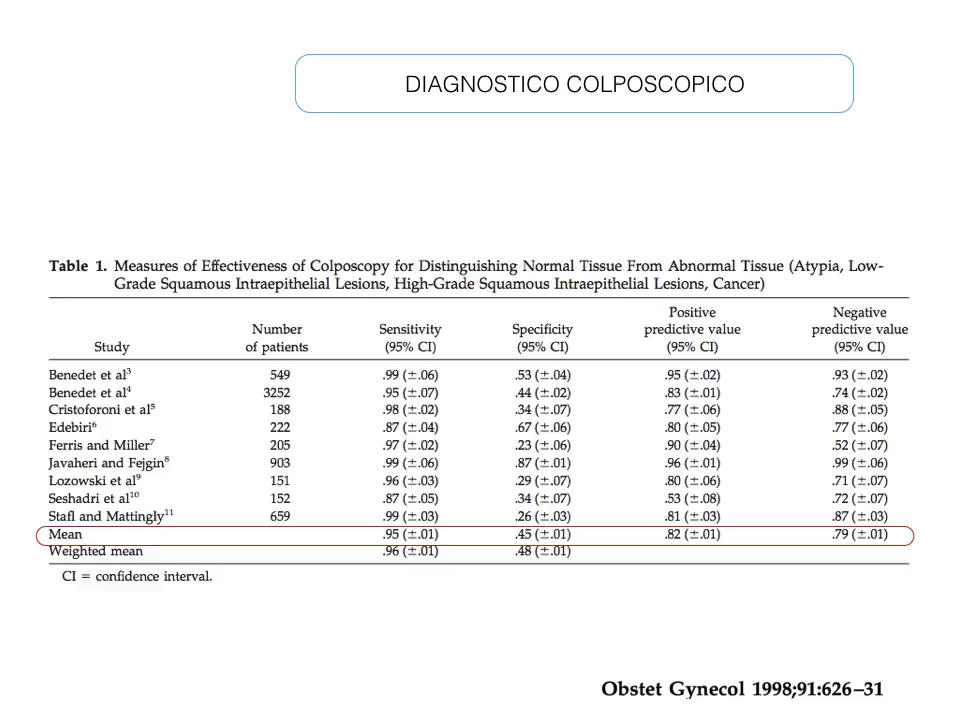 DIAGNOSTICO COLPOSCOPICO
Table 1. Measures of Effectiveness of Colposcopy for Distinguishing Normal Tissue From Abnormal Tissue (Atypia, Low-
Grade Squamous Intraepithelial Lesions, High-Grade Squamous Intraepithelial Lesions, Cancer)
Study Number of patients Sensitivity (95% CI) Specificity (95% CI) Positive predictive value (95% CI) Negative predictive value (95% CI)
Benedet et al³ 549 .99 (±.06) .53 (±.04) .95 (±.02) .93 (±.02)
Benedet et al⁴ 3252 .95 (±.07) .44 (±.02) .83 (±.01) .74 (±.02)
Cristoforoni et al⁵ 188 .98 (±.02) .34 (±.07) .77 (±.06) .88 (±.05)
Edebiri⁶ 222 .87 (±.04) .67 (±.06) .80 (±.05) .77 (±.06)
Ferris and Miller⁷ 205 .97 (±.02) .23 (±.06) .90 (±.04) .52 (±.07)
Javaheri and Fejgin⁸ 903 .99 (±.06) .87 (±.01) .96 (±.01) .99 (±.06)
Lozowski et al⁹ 151 .96 (±.03) .29 (±.07) .80 (±.06) .71 (±.07)
Seshadri et al¹⁰ 152 .87 (±.05) .34 (±.07) .53 (±.08) .72 (±.07)
Stafl and Mattingly¹¹ 659 .99 (±.03) .26 (±.03) .81 (±.03) .87 (±.03)
Mean .95 (±.01) .45 (±.01) .82 (±.01) .79 (±.01)
Weighted mean .96 (±.01) .48 (±.01)
CI = confidence interval.
Obstet Gynecol 1998;91:626–31